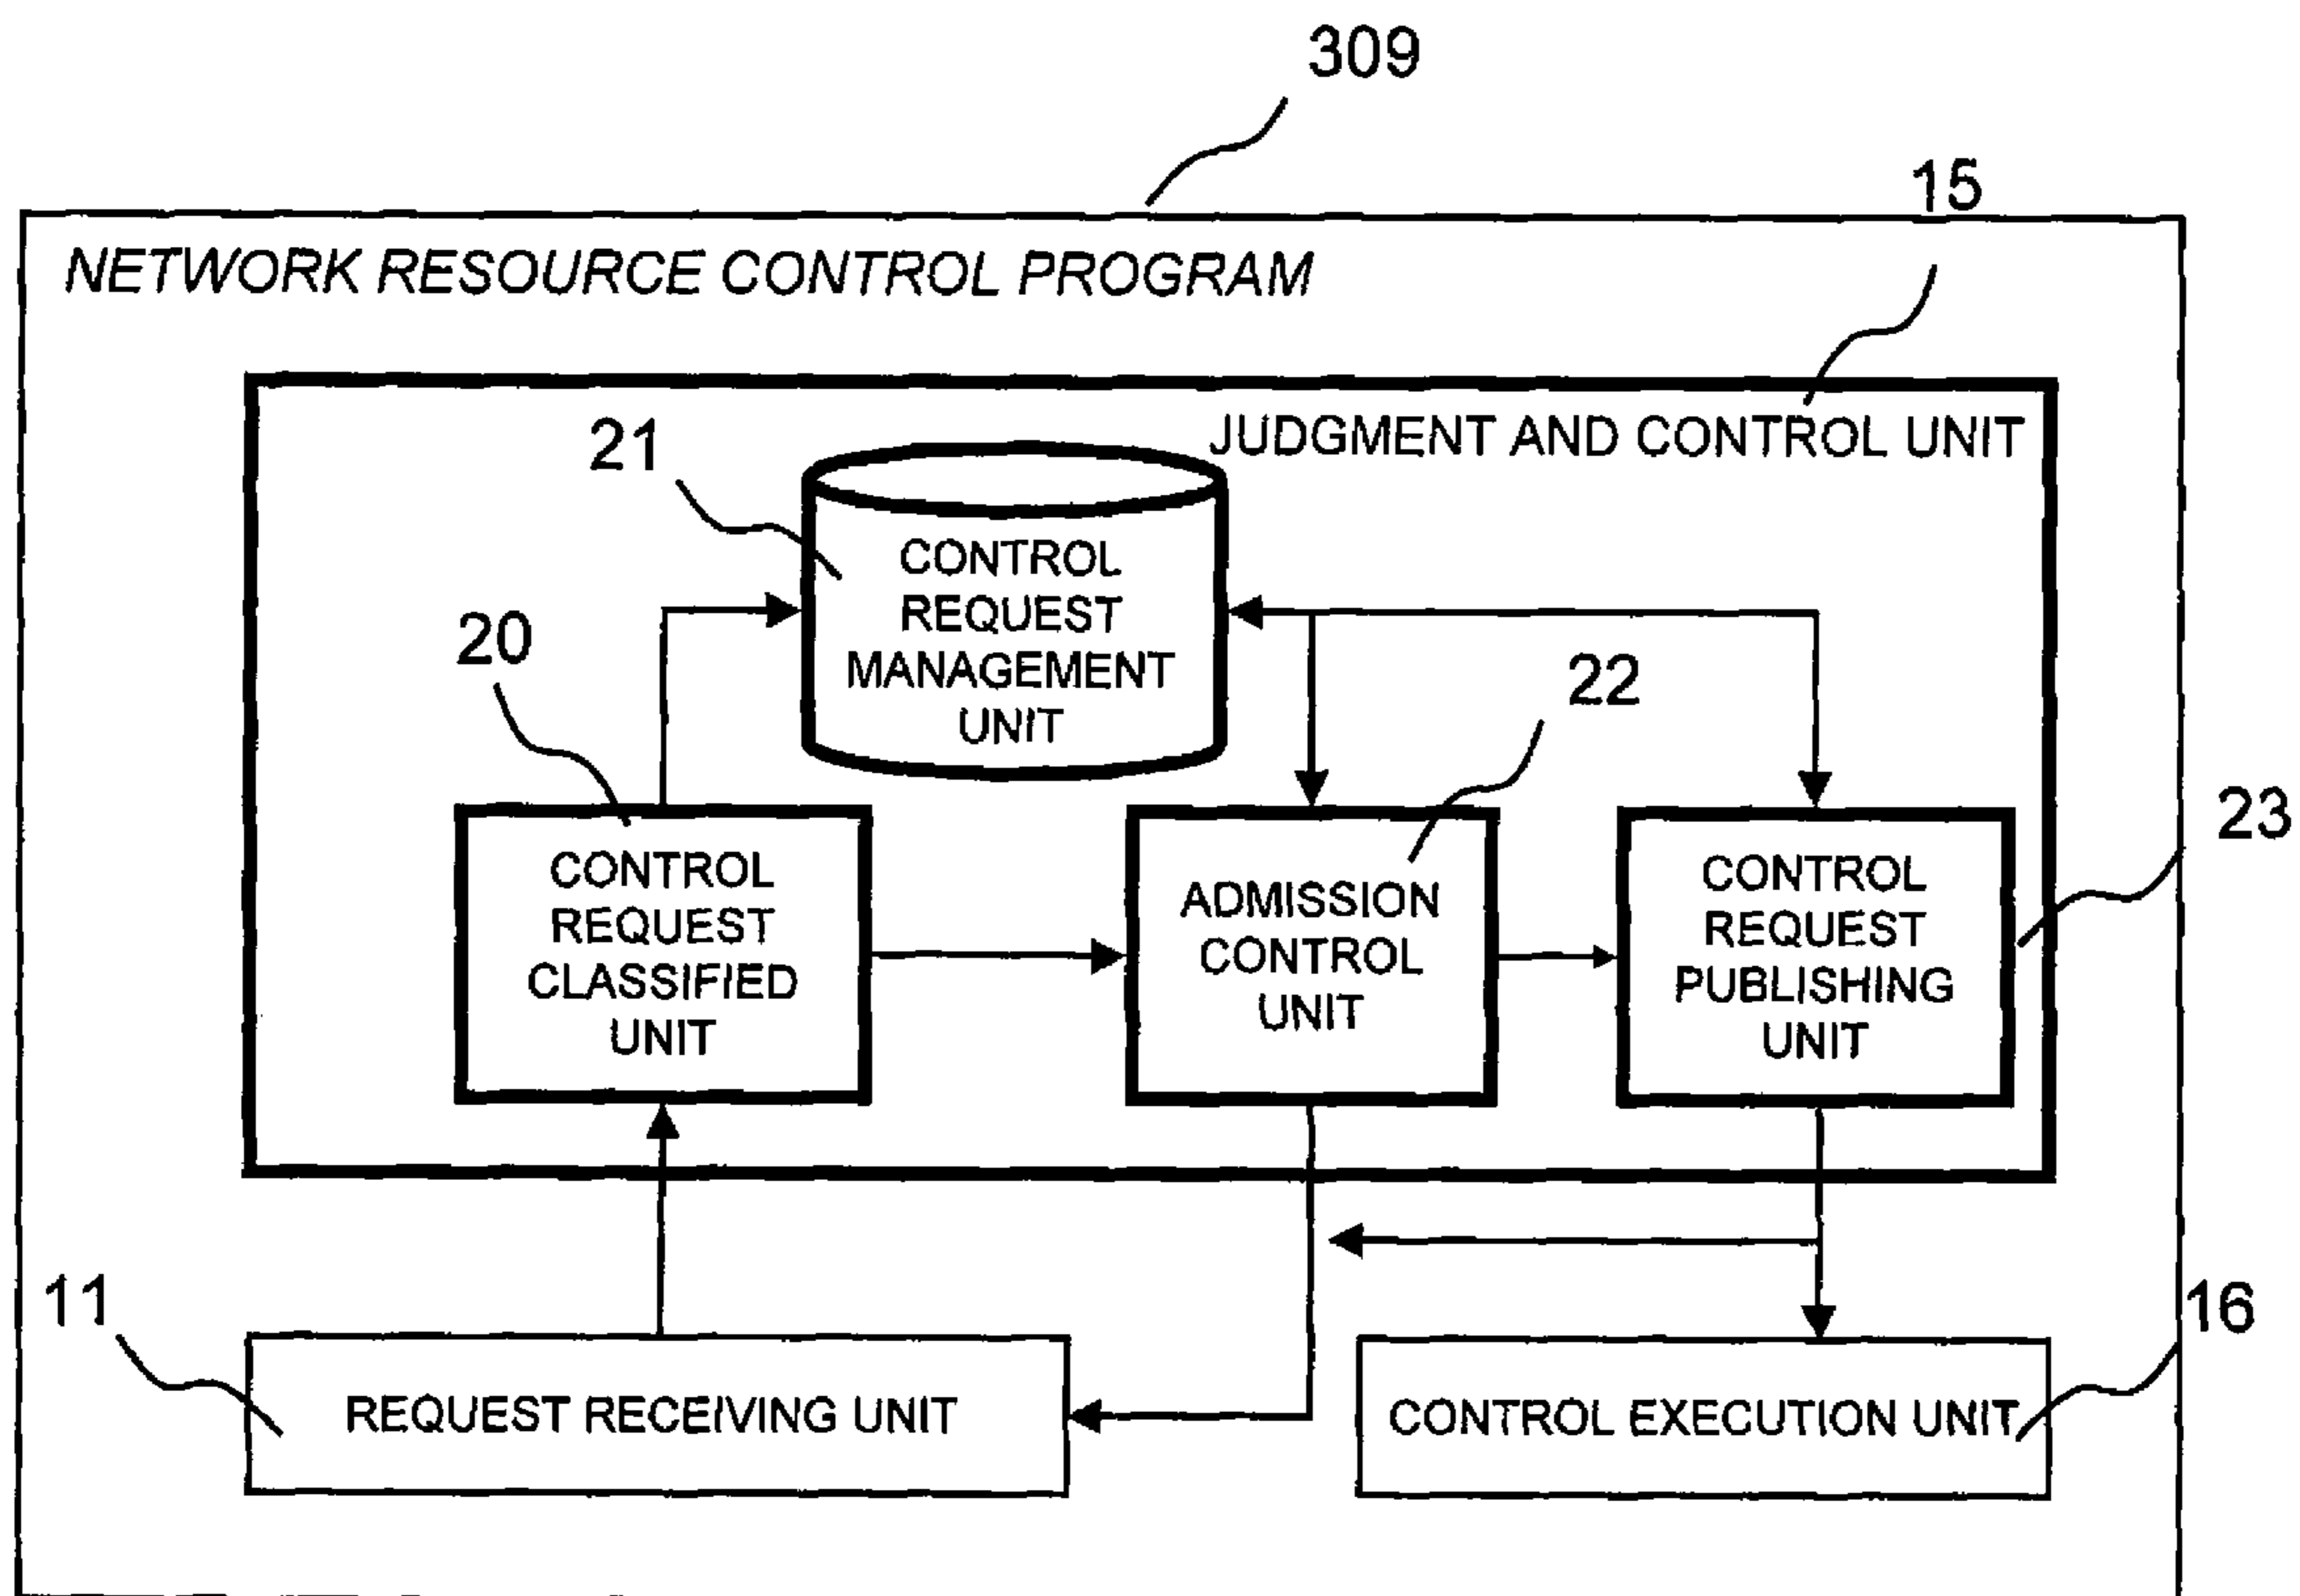 309
15
NETWORK RESOURCE CONTROL PROGRAM
JUDGMENT AND CONTROL UNIT
21
CONTROL
REQUEST
MANAGEMENT
UNIT
20
22
23
CONTROL
REQUEST
CLASSIFIED
UNIT
ADMISSION
CONTROL
UNIT
CONTROL
REQUEST
PUBLISHING
UNIT
11
16
REQUEST RECEIVING UNIT
CONTROL EXECUTION UNIT